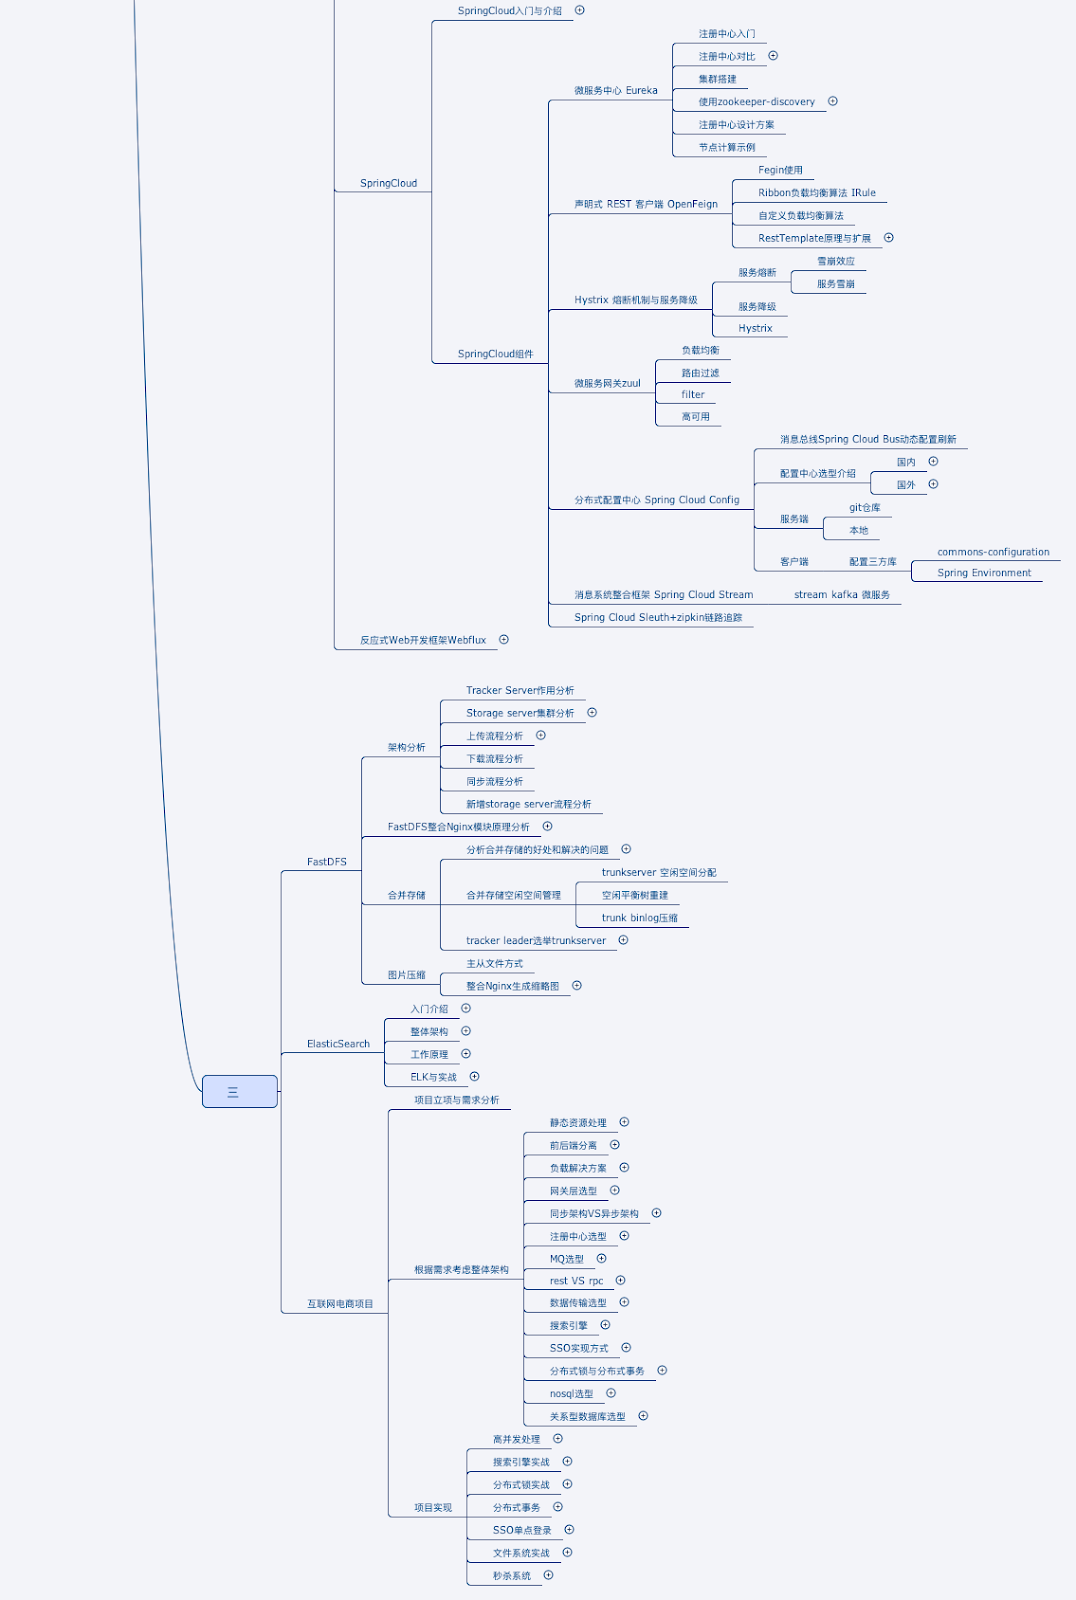 SpringCloud入门与介绍
注册中心入门
注册中心对比
集群搭建
微服务中心 Eureka
使用zookeeper-discovery
注册中心设计方案
节点计算示例
Fegin使用
SpringCloud
Ribbon负载均衡算法 IRule
声明式 REST 客户端 OpenFeign
自定义负载均衡算法
RestTemplate原理与扩展
雪崩效应
服务熔断
服务雪崩
Hystrix 熔断机制与服务降级
服务降级
Hystrix
SpringCloud组件
负载均衡
路由过滤
微服务网关zuul
filter
高可用
消息总线Spring Cloud Bus动态配置刷新
国内
配置中心选型介绍
国外
分布式配置中心 Spring Cloud Config
git仓库
服务端
本地
commons-configuration
客户端
配置三方库
Spring Environment
消息系统整合框架 Spring Cloud Stream
stream kafka 微服务
Spring Cloud Sleuth+zipkin链路追踪
反应式Web开发框架Webflux
Tracker Server作用分析
Storage server集群分析
上传流程分析
架构分析
下载流程分析
同步流程分析
新增storage server流程分析
FastDFS整合Nginx模块原理分析
分析合并存储的好处和解决的问题
FastDFS
trunkserver 空闲空间分配
合并存储
合并存储空闲空间管理
空闲平衡树重建
trunk binlog压缩
tracker leader选举trunkserver
主从文件方式
图片压缩
整合Nginx生成缩略图
入门介绍
整体架构
ElasticSearch
工作原理
ELK与实战
三
项目立项与需求分析
静态资源处理
前后端分离
负载解决方案
网关层选型
同步架构VS异步架构
注册中心选型
MQ选型
根据需求考虑整体架构
rest VS rpc
互联网电商项目
数据传输选型
搜索引擎
SSO实现方式
分布式锁与分布式事务
nosql选型
关系型数据库选型
高并发处理
搜索引擎实战
分布式锁实战
项目实现
分布式事务
SSO单点登录
文件系统实战
秒杀系统